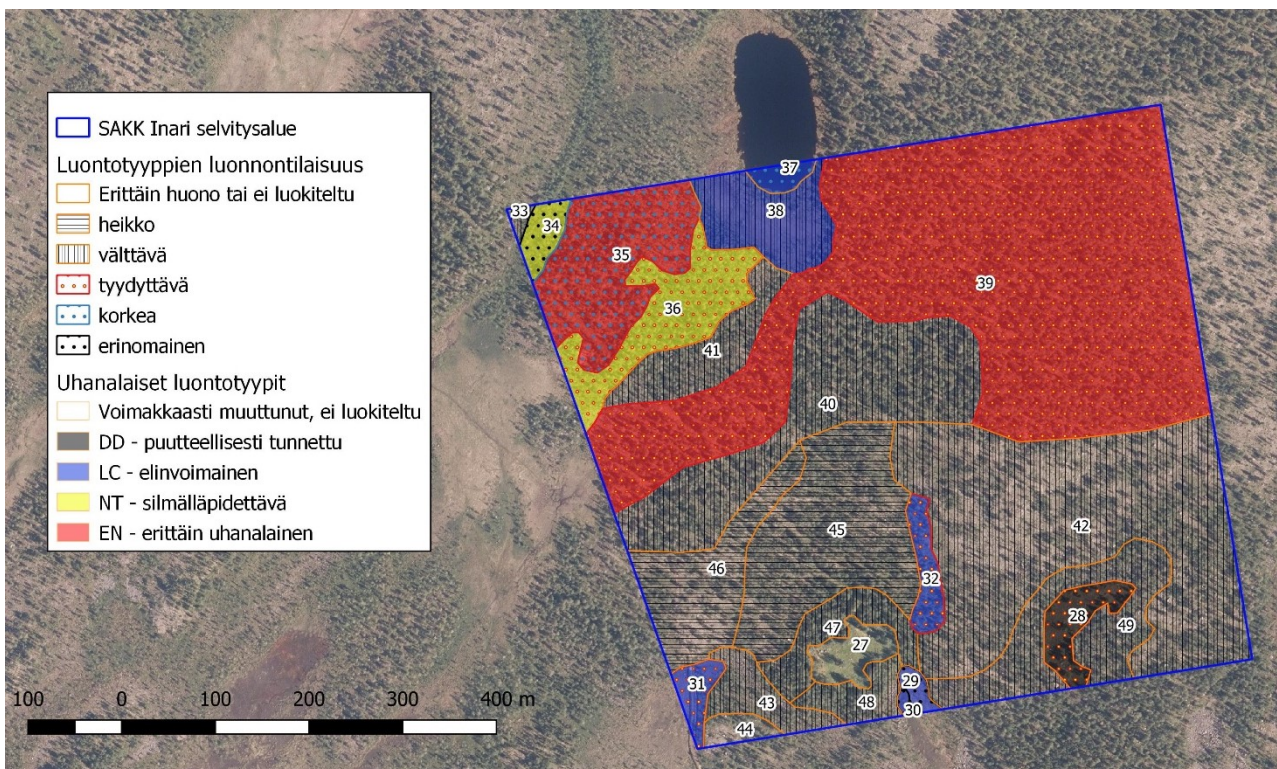 SAKK Inari selvitysalue
Luontotyyppien luonnontilaisuus
Erittäin huono tai ei luokiteltu
heikko
välttävä
tyydyttävä
korkea
erinomainen
Uhanalaiset luontotyypit
Voimakkaasti muuttunut, ei luokiteltu
DD - puutteellisesti tunnettu
LC - elinvoimainen
NT - silmälläpidettävä
EN - erittäin uhanalainen
37
33
38
34
35
39
36
41
40
42
45
46
32
28
49
47
27
29
31
43
48
30
44
100 0 100 200 300 400 m